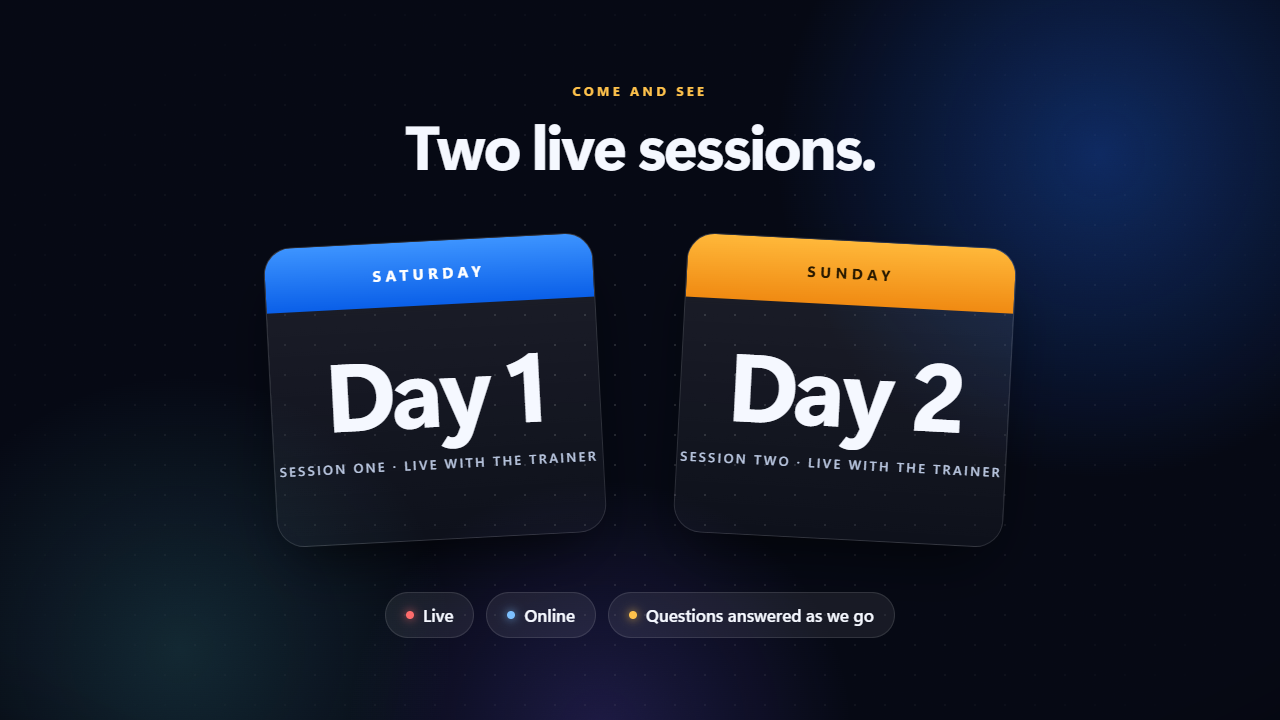 COME AND SEE
Two live sessions.
SATURDAY
Day 1
SESSION ONE · LIVE WITH THE TRAINER
SUNDAY
Day 2
SESSION TWO · LIVE WITH THE TRAINER
Live
Online
Questions answered as we go